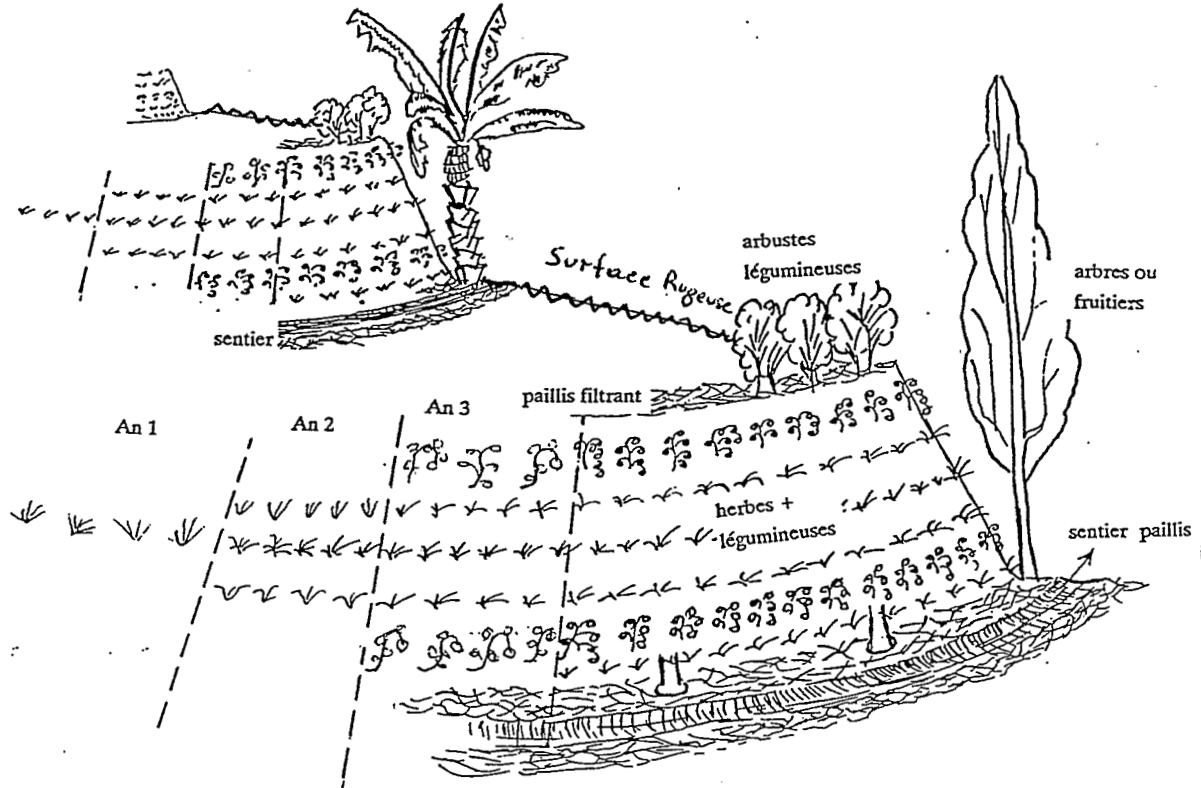 Surface Rugeuse
arbustes
légumineuses
arbres ou
fruitiers
sentier
paillis filtrant
An 1
An 2
An 3
herbes +
légumineuses
sentier paillis